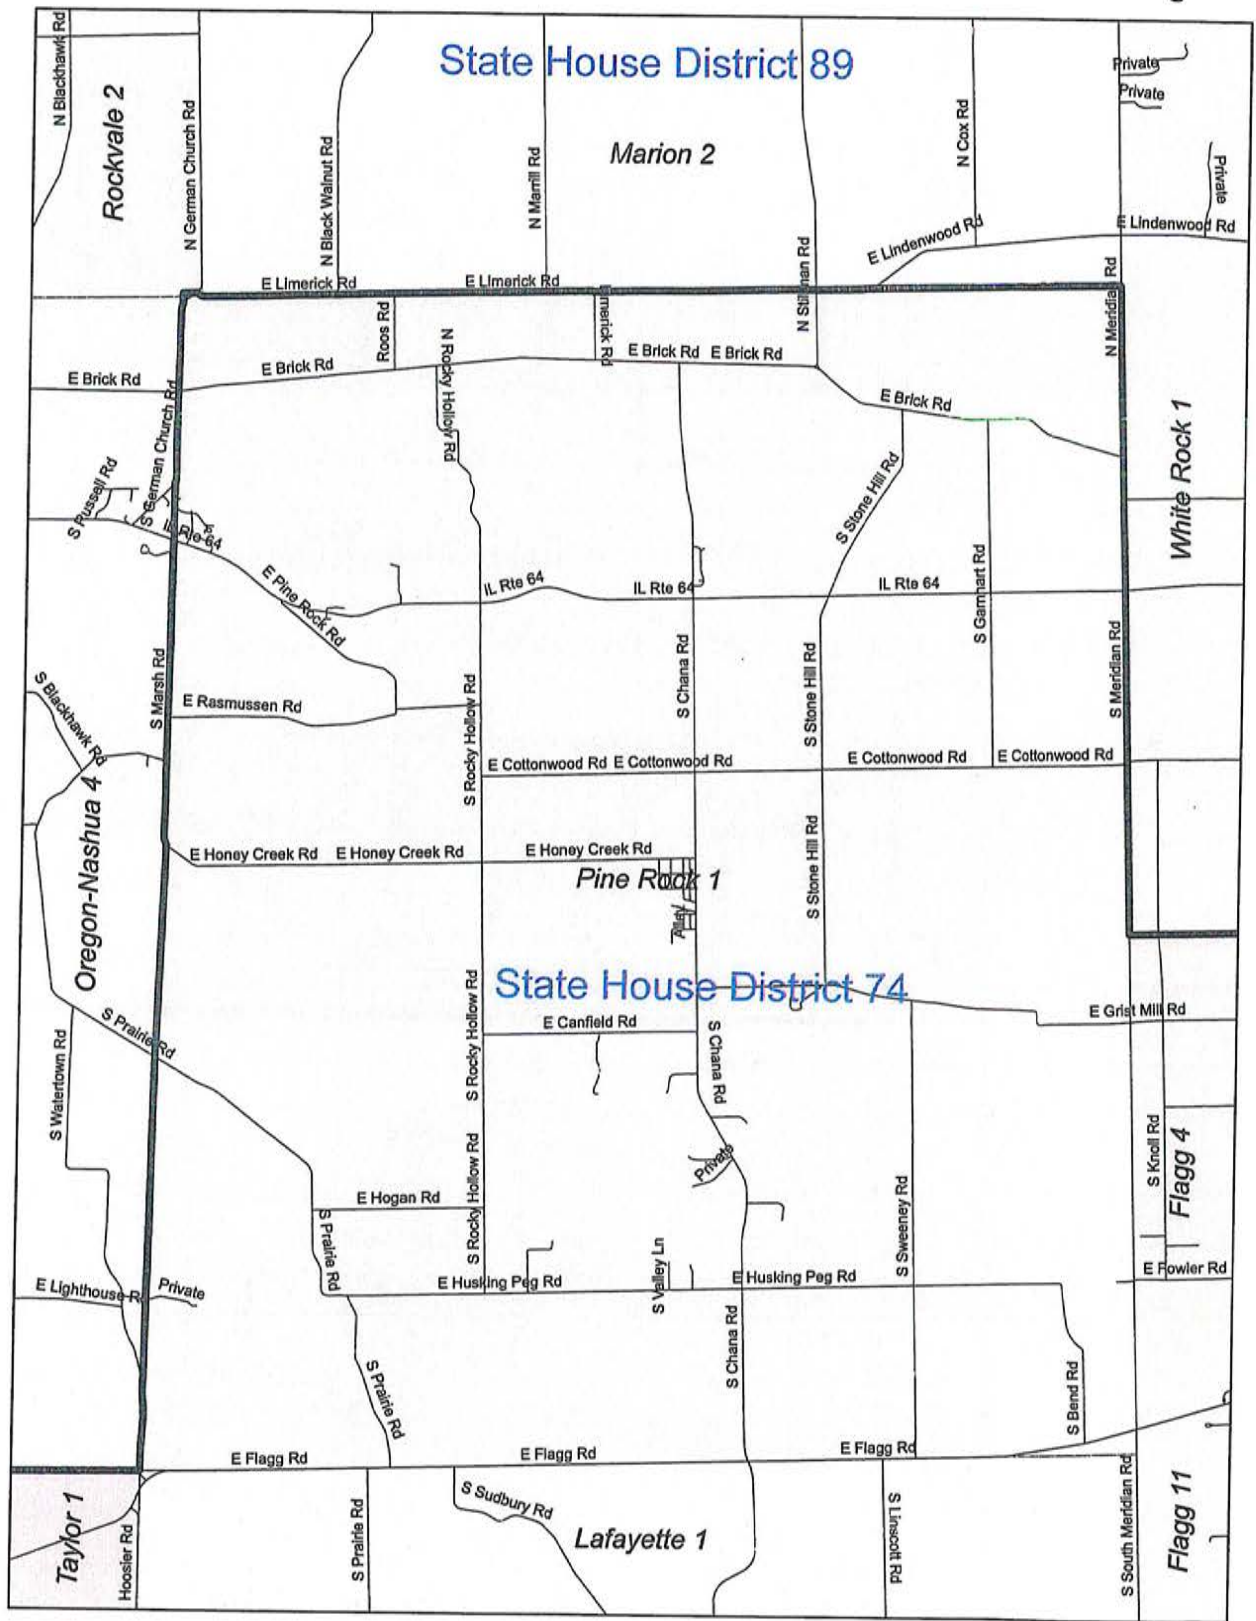 State House District 89
N Blackhawk Rd
Rockvale 2
N German Church Rd
N Black Walnut Rd
N Marrill Rd
Marion 2
N Cox Rd
Private
Private
Private
E Lindenwood Rd
E Lindenwood Rd
E Limerick Rd
E Limerick Rd
N Meridian Rd
Roos Rd
N Rocky Hollow Rd
E Brick Rd
E Brick Rd
E Brick Rd
E Brick Rd
E Brick Rd
S German Church Rd
S Russell Rd
IL Rte 64
White Rock 1
S Stone Hill Rd
E Pine Rock Rd
IL Rte 64
IL Rte 64
IL Rte 64
S Gamhart Rd
S Marsh Rd
S Chana Rd
S Stone Hill Rd
S Meridian Rd
S Blackhawk Rd
E Rasmussen Rd
S Rocky Hollow Rd
E Cottonwood Rd
E Cottonwood Rd
E Cottonwood Rd
E Cottonwood Rd
Oregon-Nashua 4
E Honey Creek Rd
E Honey Creek Rd
E Honey Creek Rd
S Stone Hill Rd
Pine Rock 1
Alley
State House District 74
S Rocky Hollow Rd
E Canfield Rd
S Chana Rd
E Grist Mill Rd
S Prairie Rd
S Watertown Rd
S Knoll Rd
Flagg 4
Private
E Hogan Rd
S Rocky Hollow Rd
S Sweeney Rd
S Prairie Rd
E Lighthouse R
Private
E Husking Peg Rd
S Valley Ln
E Husking Peg Rd
E Fowler Rd
S Chana Rd
S Prairie Rd
S Bend Rd
E Flagg Rd
E Flagg Rd
E Flagg Rd
Taylor 1
Hoosier Rd
S Prairie Rd
S Sudbury Rd
Lafayette 1
S Linscott Rd
S South Meridian Rd
Flagg 11